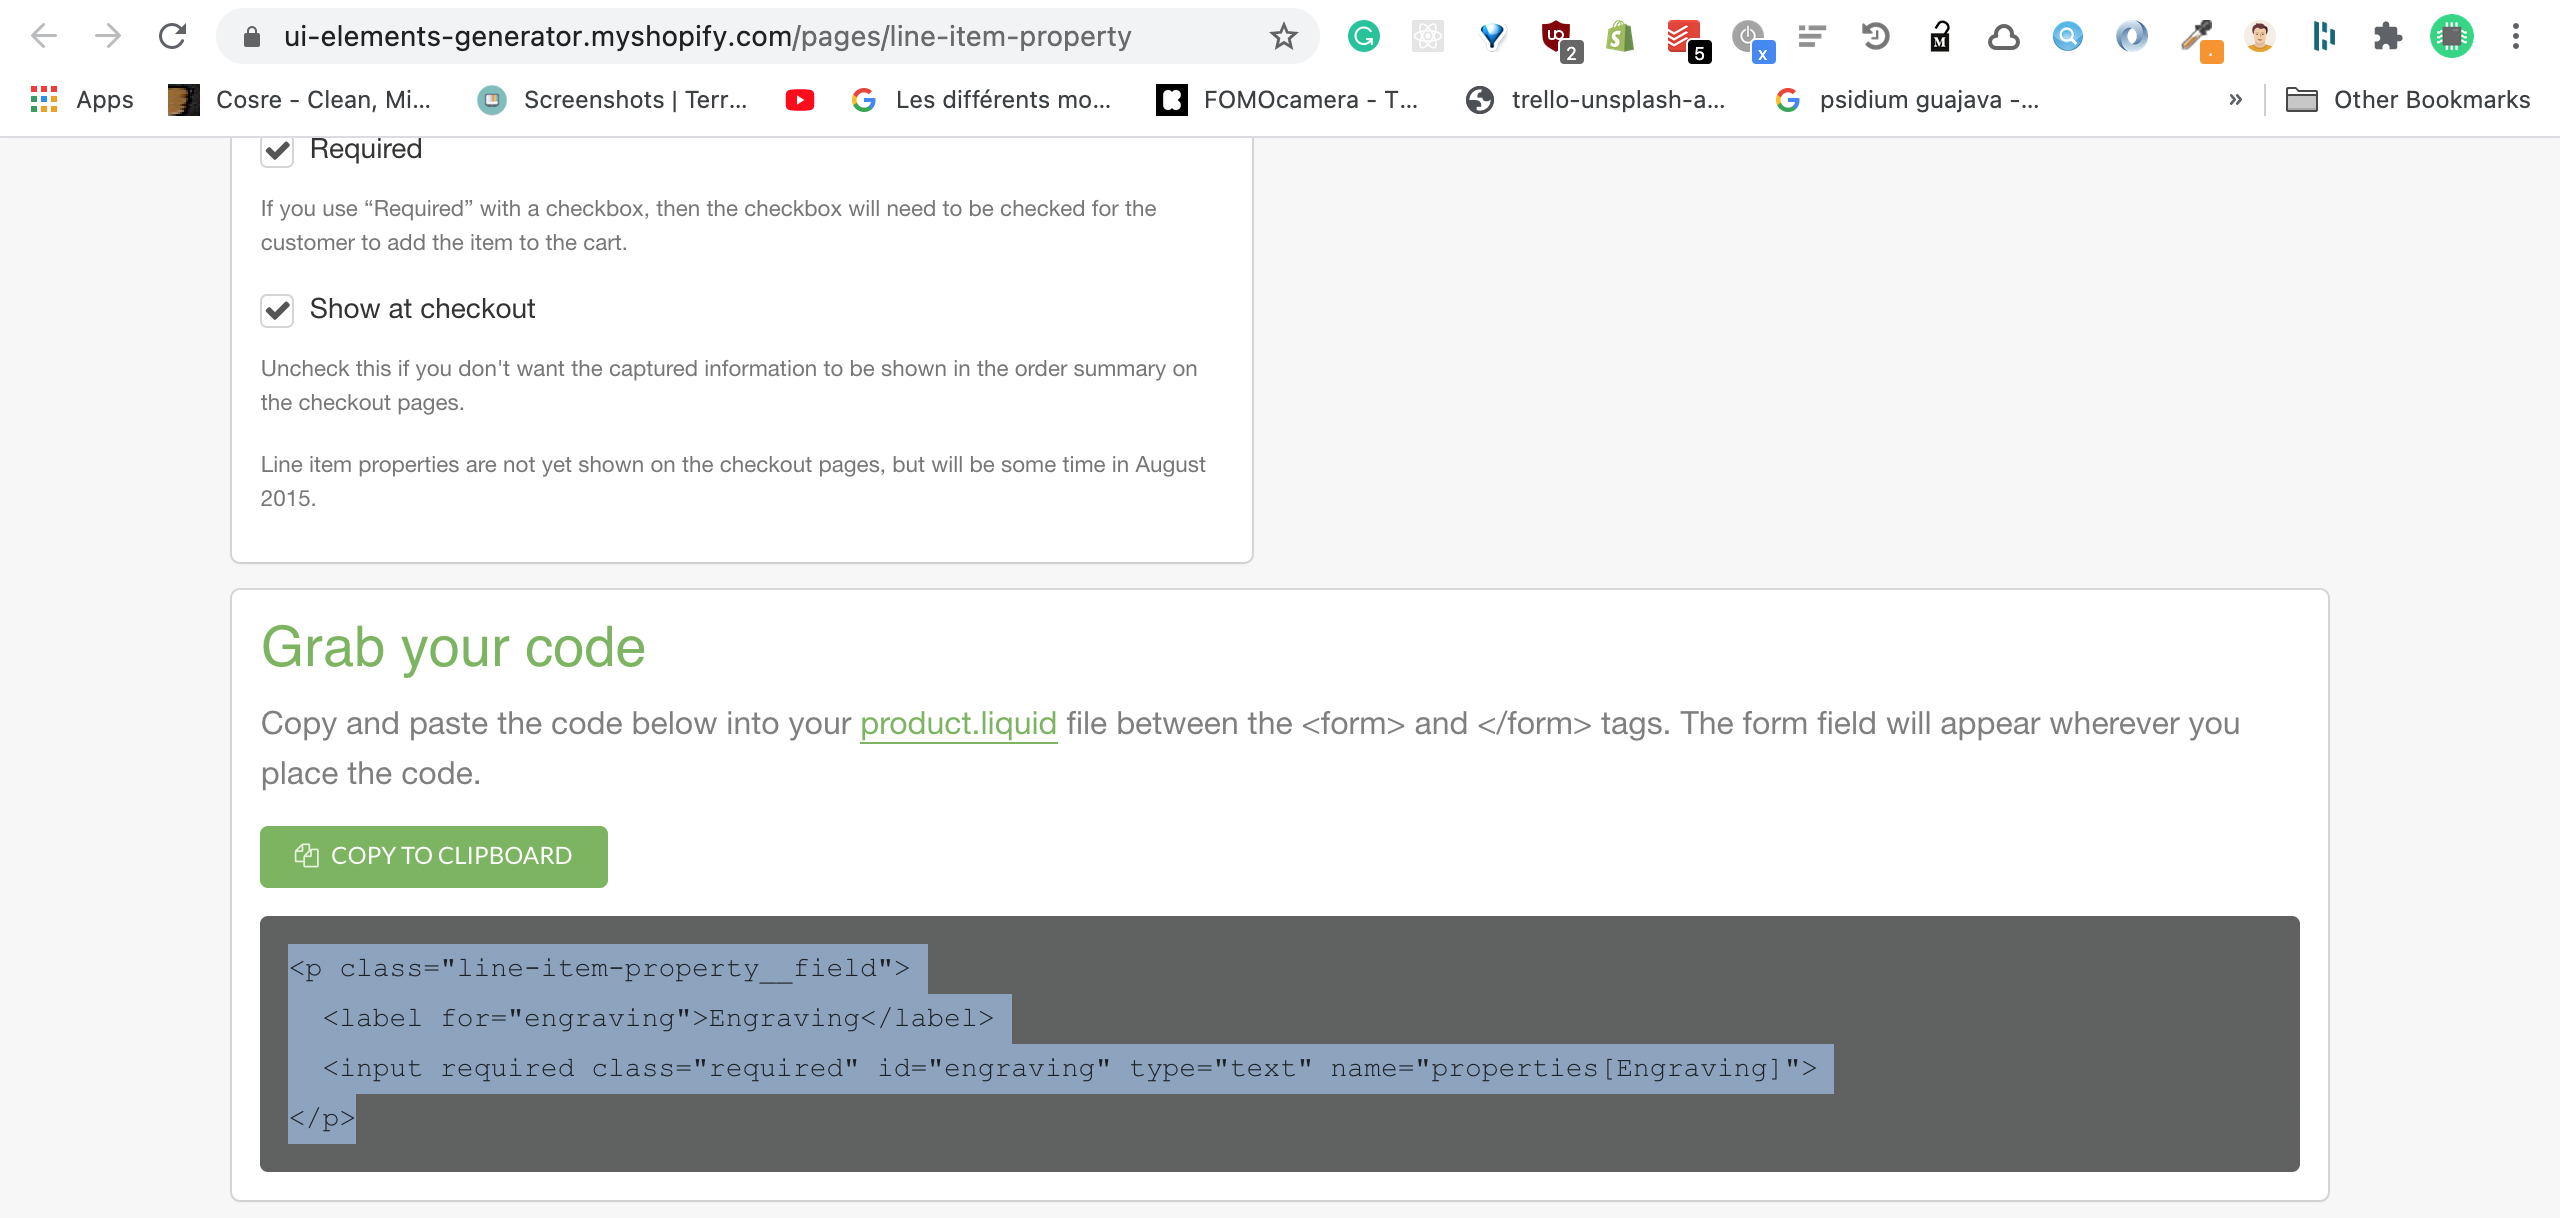 ui-elements-generator.myshopify.com/pages/line-item-property
2
5
x
M
Apps
Cosre - Clean, Mi...
Screenshots | Terr...
Les différents mo...
FOMOcamera - T...
trello-unsplash-a...
psidium guajava -...
»
Other Bookmarks
Required
If you use “Required” with a checkbox, then the checkbox will need to be checked for the
customer to add the item to the cart.
Show at checkout
Uncheck this if you don't want the captured information to be shown in the order summary on
the checkout pages.
Line item properties are not yet shown on the checkout pages, but will be some time in August
2015.
Grab your code
Copy and paste the code below into your product.liquid file between the <form> and </form> tags. The form field will appear wherever you
place the code.
COPY TO CLIPBOARD
<p class="line-item-property__field">
  <label for="engraving">Engraving</label>
  <input required class="required" id="engraving" type="text" name="properties[Engraving]">
</p>